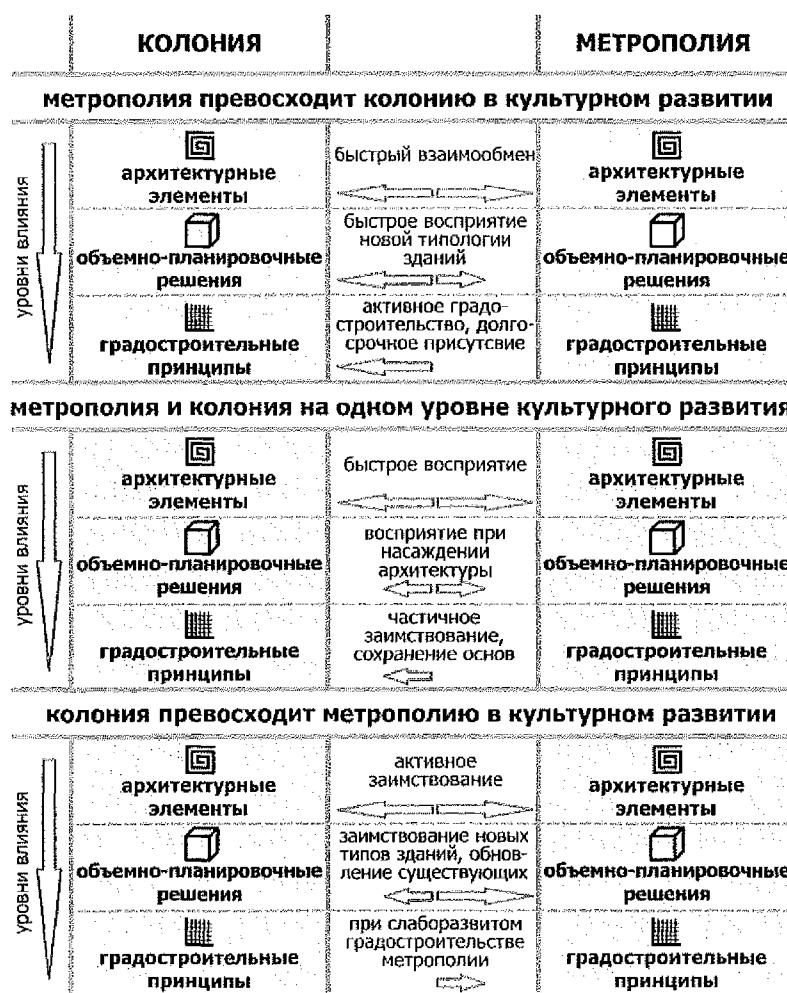 КОЛОНИЯ
МЕТРОПОЛИЯ
метрополия превосходит колонию в культурном развитии
уровни влияния
архитектурные
элементы
быстрый взаимообмен
архитектурные
элементы
объемно-планировочные
решения
быстрое восприятие
новой типологии
зданий
объемно-планировочные
решения
градостроительные
принципы
активное градо-
строительство, долго-
срочное присутсвие
градостроительные
принципы
метрополия и колония на одном уровне культурного развития
уровни влияния
архитектурные
элементы
быстрое восприятие
архитектурные
элементы
объемно-планировочные
решения
восприятие при
насаждении
архитектуры
объемно-планировочные
решения
градостроительные
принципы
частичное
заимствование,
сохранение основ
градостроительные
принципы
колония превосходит метрополию в культурном развитии
уровни влияния
архитектурные
элементы
активное
заимствование
архитектурные
элементы
объемно-планировочные
решения
заимствование новых
типов зданий, обнов-
ление существующих
объемно-планировочные
решения
градостроительные
принципы
при слаборазвитом
градостроительстве
метрополии
градостроительные
принципы